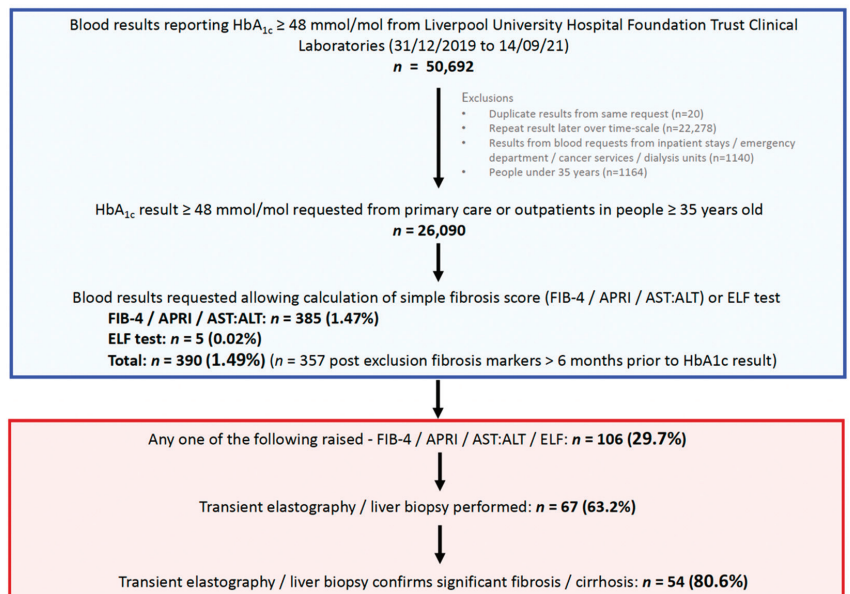 Blood results reporting HbA1c ≥ 48 mmol/mol from Liverpool University Hospital Foundation Trust Clinical
Laboratories (31/12/2019 to 14/09/21)
n = 50,692
Exclusions
• Duplicate results from same request (n=20)
• Repeat result later over time-scale (n=22,278)
• Results from blood requests from inpatient stays / emergency
department / cancer services / dialysis units (n=1140)
• People under 35 years (n=1164)
HbA1c result ≥ 48 mmol/mol requested from primary care or outpatients in people ≥ 35 years old
n = 26,090
Blood results requested allowing calculation of simple fibrosis score (FIB-4 / APRI / AST:ALT) or ELF test
FIB-4 / APRI / AST:ALT: n = 385 (1.47%)
ELF test: n = 5 (0.02%)
Total: n = 390 (1.49%) (n = 357 post exclusion fibrosis markers > 6 months prior to HbA1c result)
Any one of the following raised - FIB-4 / APRI / AST:ALT / ELF: n = 106 (29.7%)
Transient elastography / liver biopsy performed: n = 67 (63.2%)
Transient elastography / liver biopsy confirms significant fibrosis / cirrhosis: n = 54 (80.6%)